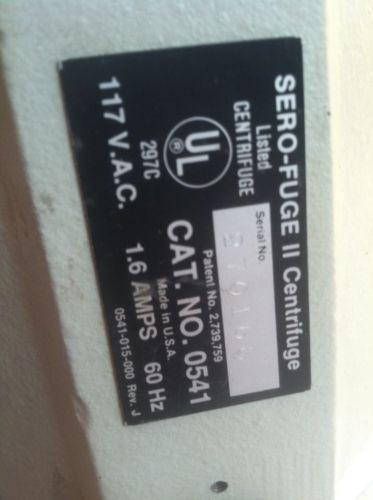 SERO-FUGE II Centrifuge
Listed
CENTRIFUGE
UL
®
297C
Serial No.
Patent No. 2,739,759
CAT. NO. 0541
Made in U.S.A.
117 V.A.C. 1.6 AMPS 60 Hz
0541-015-000 Rev. J